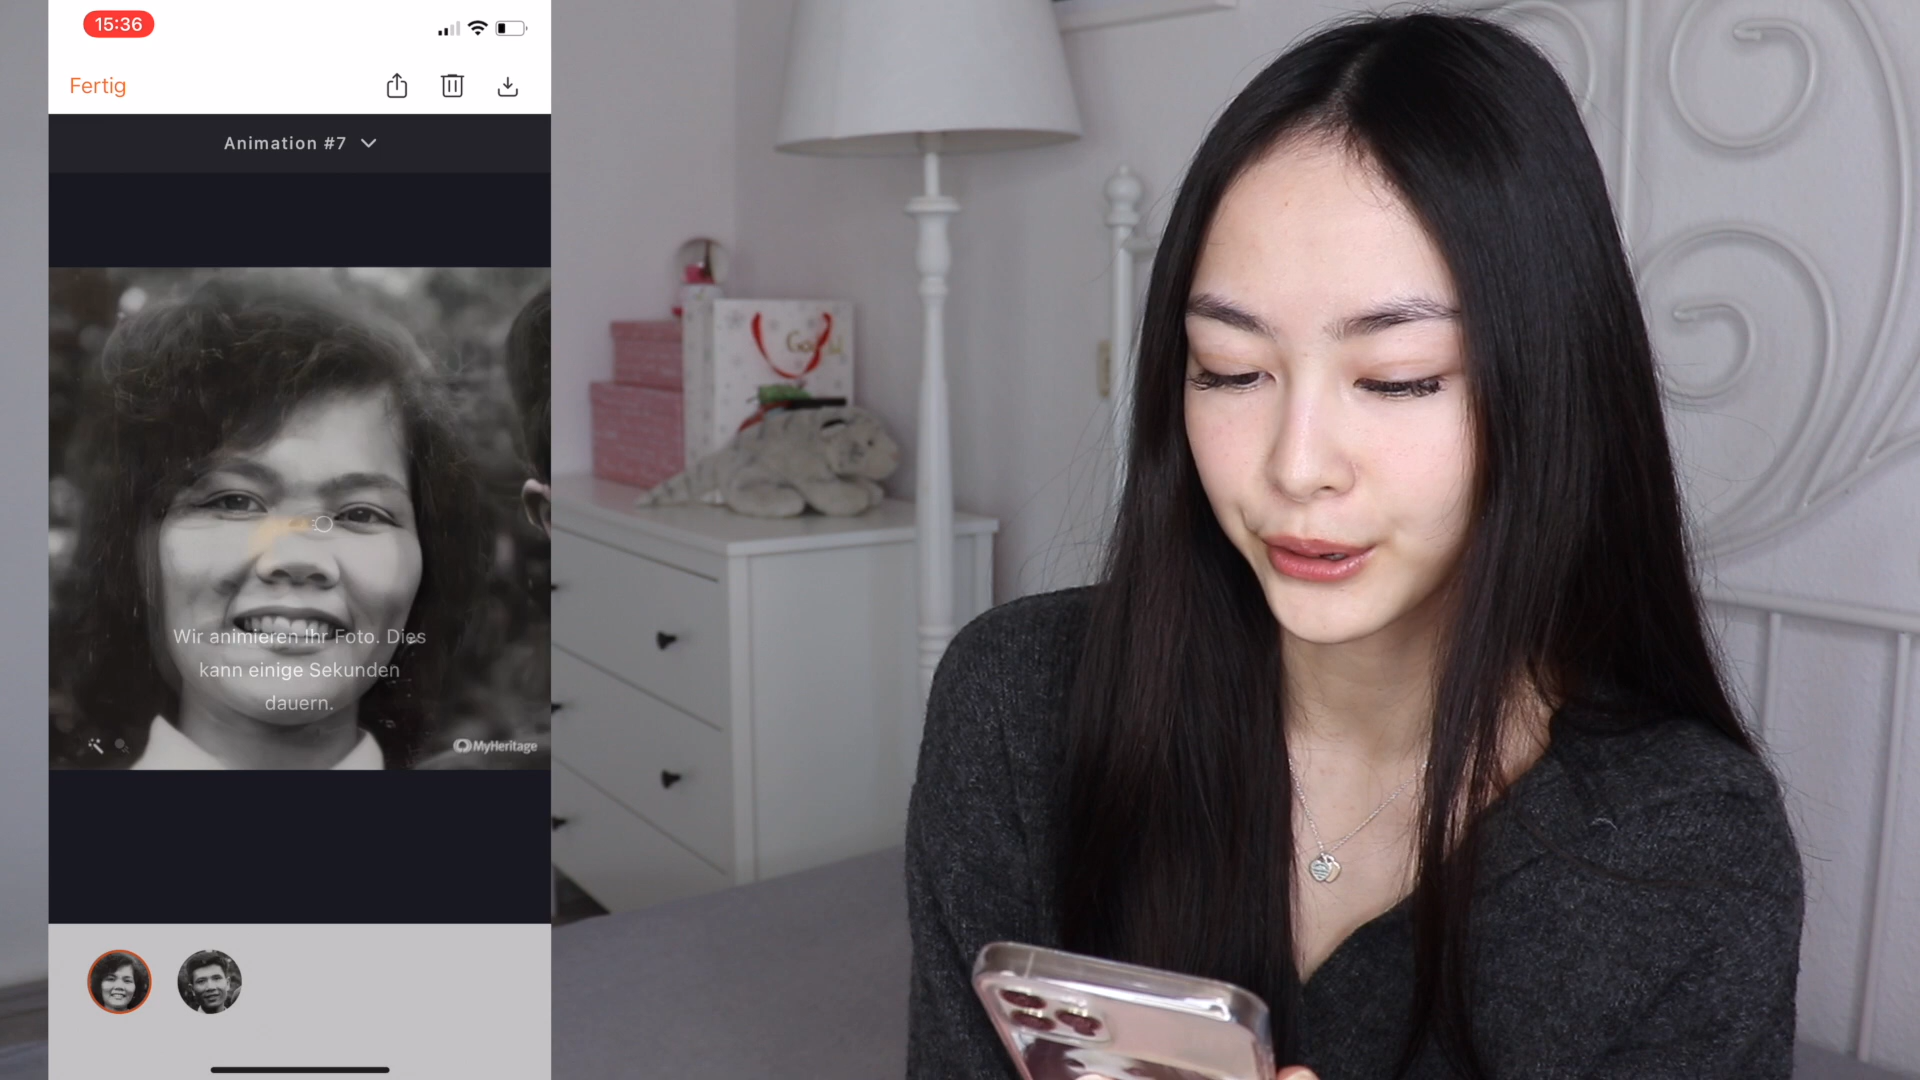 15:36
Fertig
Animation #7
Wir animieren Ihr Foto. Dies
kann einige Sekunden
dauern.
MyHeritage